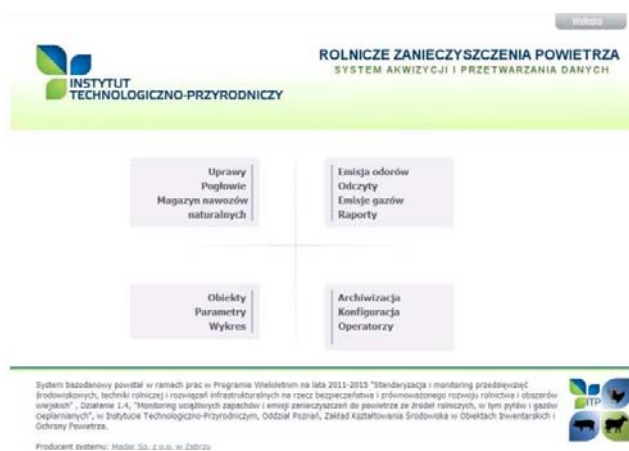 Wyloguj
INSTYTUT
TECHNOLOGICZNO-PRZYRODNICZY
ROLNICZE ZANIECZYSZCZENIA POWIETRZA
SYSTEM AKWIZYCJI I PRZETWARZANIA DANYCH
Uprawy
Pogłowie
Magazyn nawozów
naturalnych
Emisja odorów
Odczyty
Emisje gazów
Raporty
Obiekty
Parametry
Wykres
Archiwizacja
Konfiguracja
Operatorzy
System bazodanowy powstał w ramach prac w Programie Wieloletnim na lata 2011-2015 "Standaryzacja i monitoring przedsięwzięć
środowiskowych, techniki rolniczej i rozwiązań infrastrukturalnych na rzecz bezpieczeństwa i zrównoważonego rozwoju rolnictwa i obszarów
wiejskich" , Działanie 1.4, "Monitoring uciążliwych zapachów i emisji zanieczyszczeń do powietrza ze źródeł rolniczych, w tym pyłów i gazów
cieplarnianych", w Instytucie Technologiczno-Przyrodniczym, Oddział Poznań, Zakład Kształtowania Środowiska w Obiektach Inwentarskich i
Ochrony Powietrza.
ITP
Producent systemu: Mader Sp. z o.o. w Zabrzu